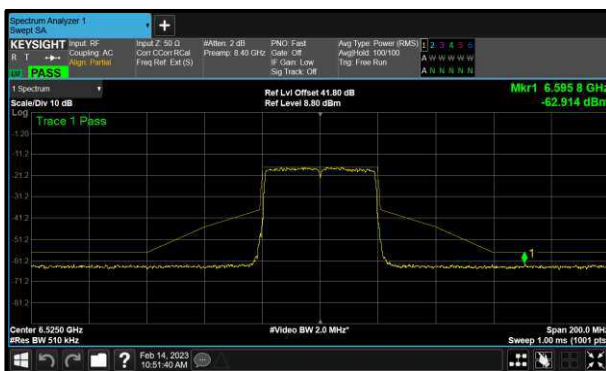 Spectrum Analyzer 1
Swept SA
+
KEYSIGHT Input: RF
R T Coupling: AC
Align: Partial
LXI PASS
Input Z: 50 Ω
Corr CCorr RCal
Freq Ref: Ext (S)
#Atten: 2 dB
Preamp: 8.40 GHz
PNO: Fast
Gate: Off
IF Gain: Low
Sig Track: Off
Avg Type: Power (RMS)
Avg|Hold: 100/100
Trig: Free Run
1 2 3 4 5 6
A W W W W W
A N N N N N
1 Spectrum
Scale/Div 10 dB
Log
Ref Lvl Offset 41.80 dB
Ref Level 8.80 dBm
Mkr1 6.595 8 GHz
-62.914 dBm
Trace 1 Pass
-1.20
-11.2
-21.2
-31.2
-41.2
-51.2
-61.2
-71.2
-81.2
1
Center 6.5250 GHz
#Res BW 510 kHz
#Video BW 2.0 MHz*
Span 200.0 MHz
Sweep 1.00 ms (1001 pts)
?
Feb 14, 2023
10:51:40 AM